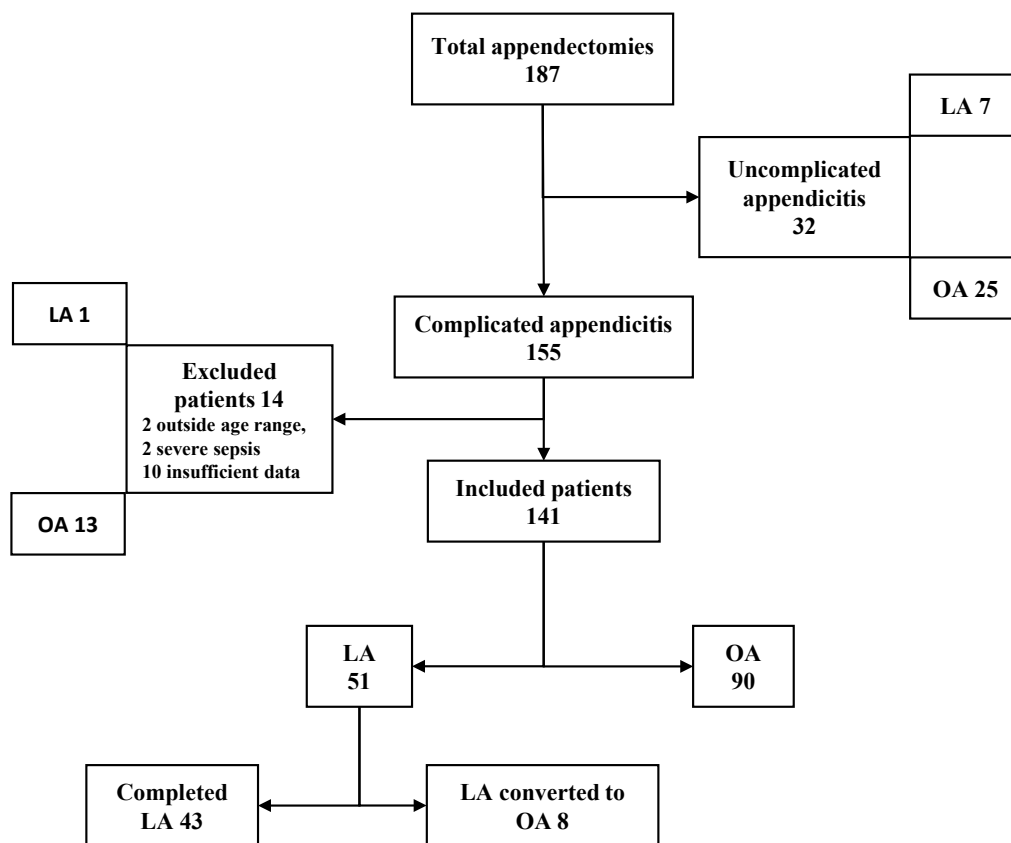 Total appendectomies
187
LA 7
Uncomplicated
appendicitis
32
OA 25
LA 1
Complicated appendicitis
155
Excluded
patients 14
2 outside age range,
2 severe sepsis
10 insufficient data
OA 13
Included patients
141
LA
51
OA
90
Completed
LA 43
LA converted to
OA 8